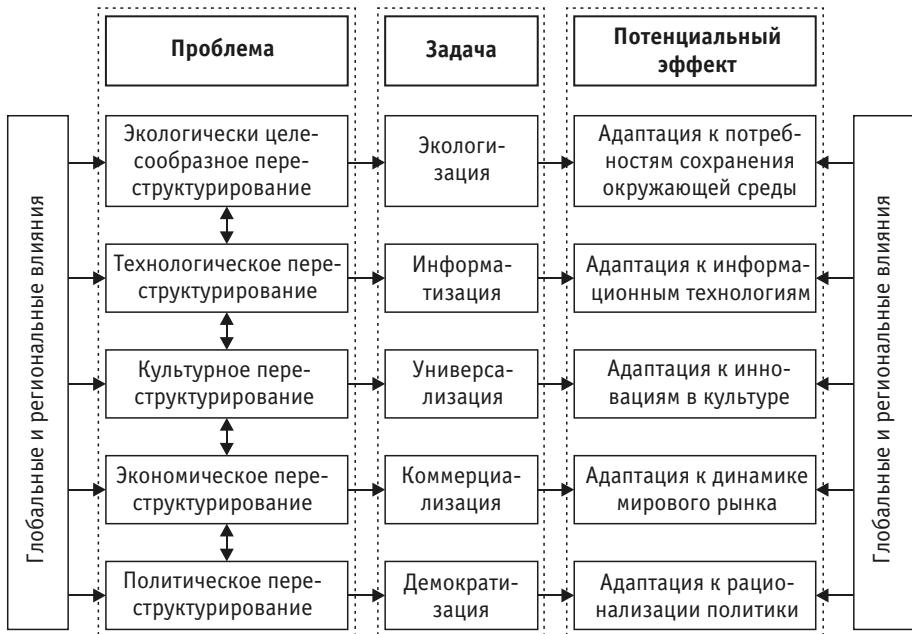 Проблема
Задача
Потенциальный
эффект
Глобальные и региональные влияния
Экологически целе-
сообразное пере-
структурирование
Экологи-
зация
Адаптация к потреб-
ностям сохранения
окружающей среды
Глобальные и региональные влияния
Технологическое пере-
структурирование
Информа-
тизация
Адаптация к информа-
ционным технологиям
Культурное пере-
структурирование
Универса-
лизация
Адаптация к инно-
вациям в культуре
Экономическое пере-
структурирование
Коммерциа-
лизация
Адаптация к динамике
мирового рынка
Политическое пере-
структурирование
Демократи-
зация
Адаптация к рацио-
нализации политики